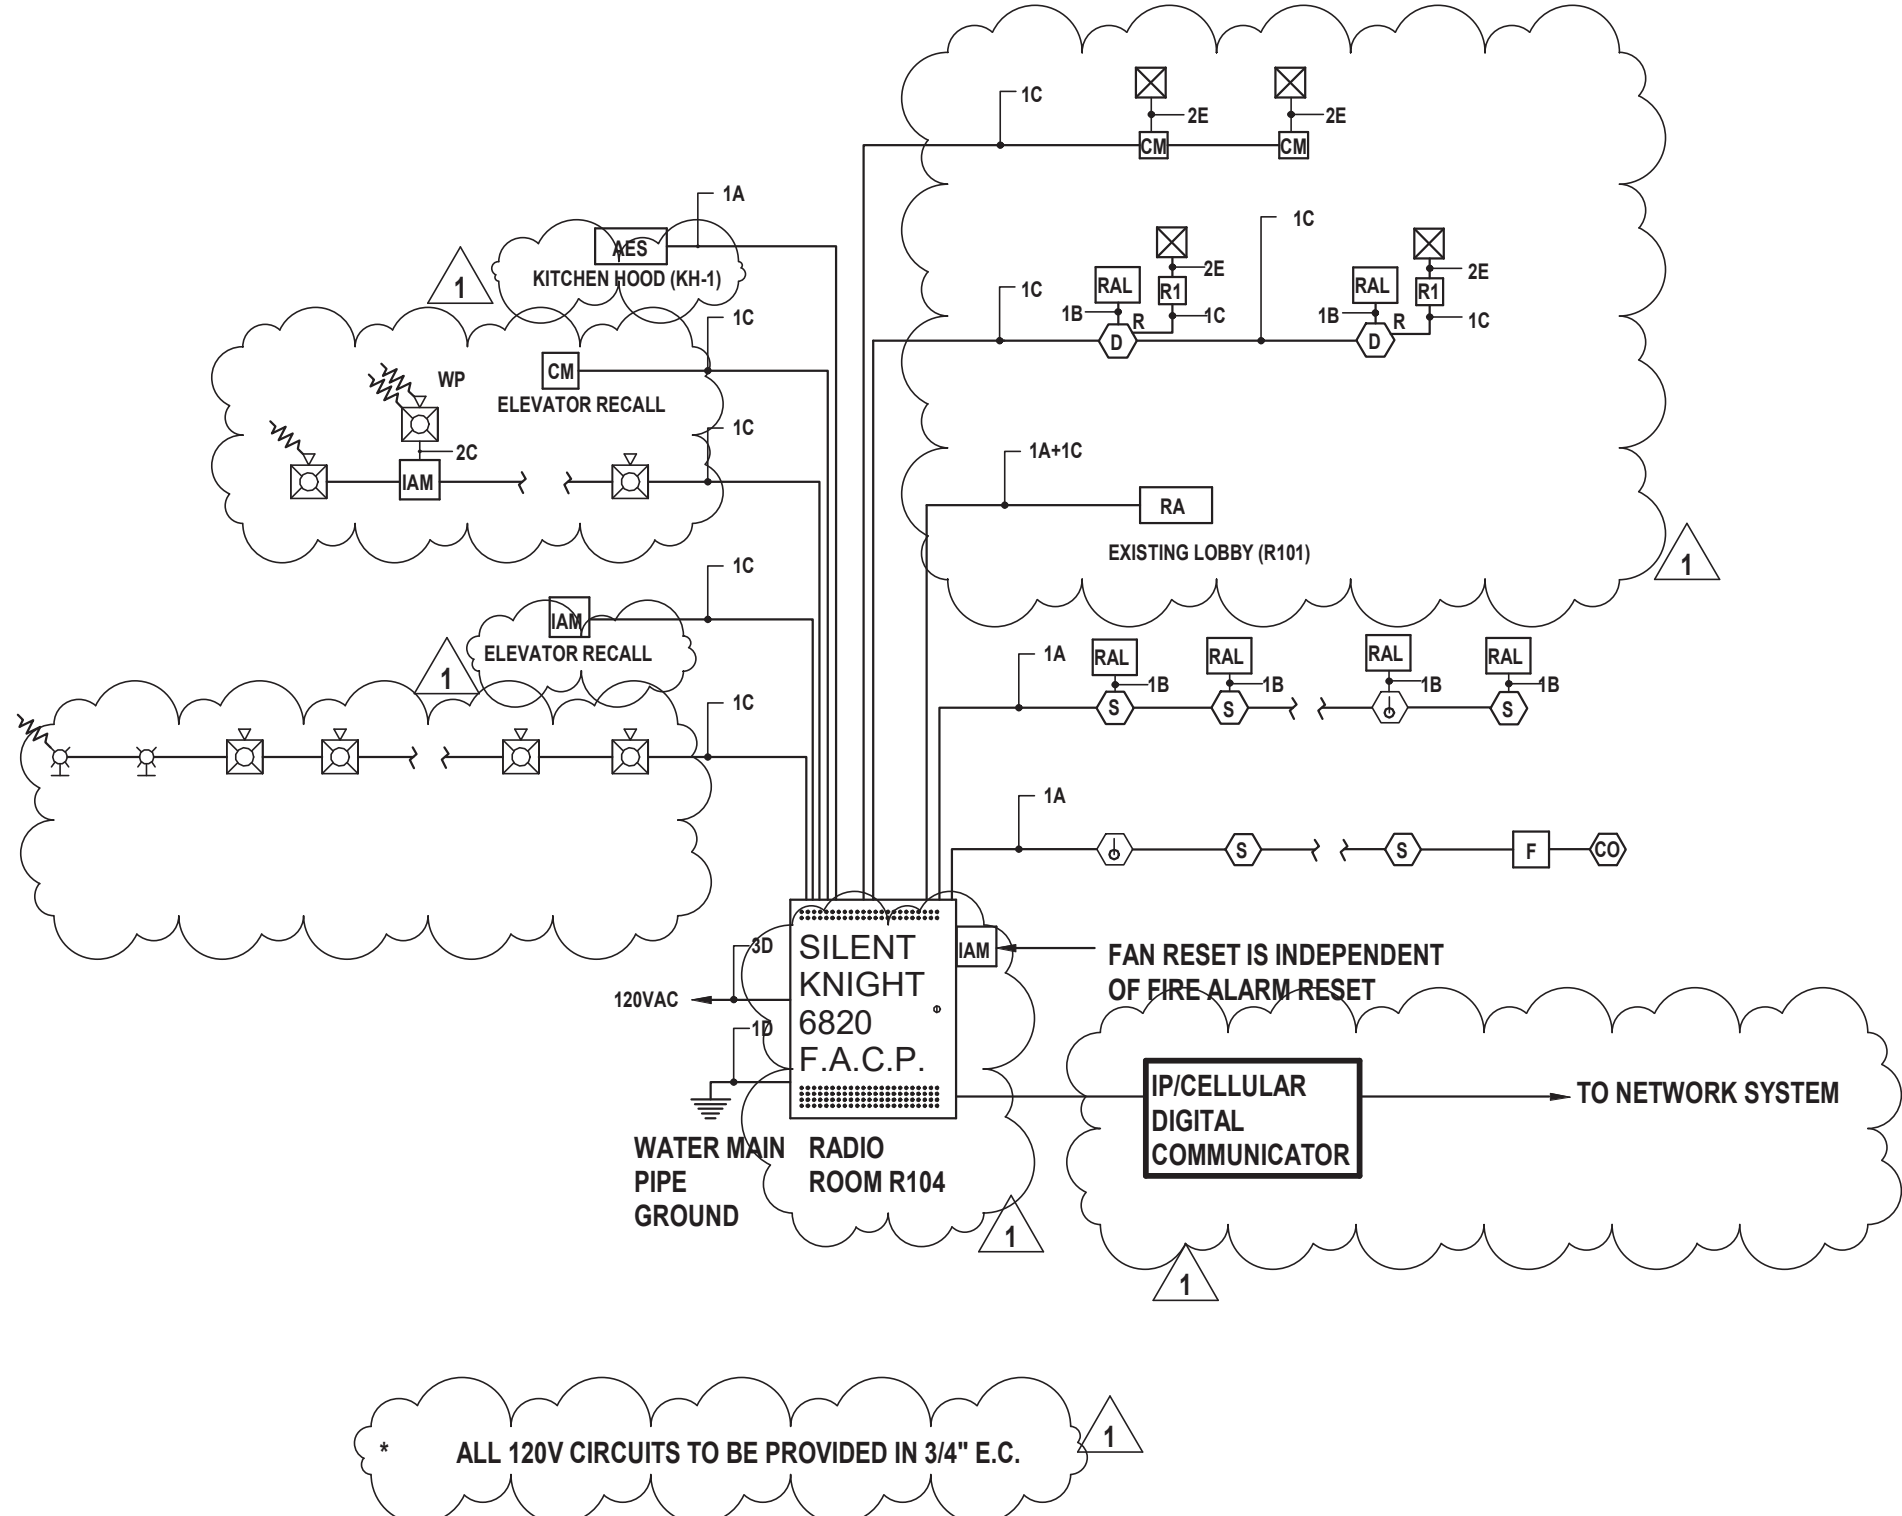 1C
2E
2E
CM
CM
1A
AES
KITCHEN HOOD (KH-1)
1
1C
1C
RAL
R1
2E
1B
R
1C
D
1C
RAL
R1
2E
1B
R
1C
D
WP
CM
ELEVATOR RECALL
1C
2C
IAM
1A+1C
RA
EXISTING LOBBY (R101)
1
1C
IAM
ELEVATOR RECALL
1
1C
1A
RAL
RAL
RAL
RAL
1B
1B
1B
1B
S
S
S
1A
S
S
F
CO
3D
120VAC
1D
SILENT
KNIGHT
6820
F.A.C.P.
IAM
FAN RESET IS INDEPENDENT
OF FIRE ALARM RESET
IP/CELLULAR
DIGITAL
COMMUNICATOR
TO NETWORK SYSTEM
WATER MAIN
PIPE
GROUND
RADIO
ROOM R104
1
1
* ALL 120V CIRCUITS TO BE PROVIDED IN 3/4" E.C.
1